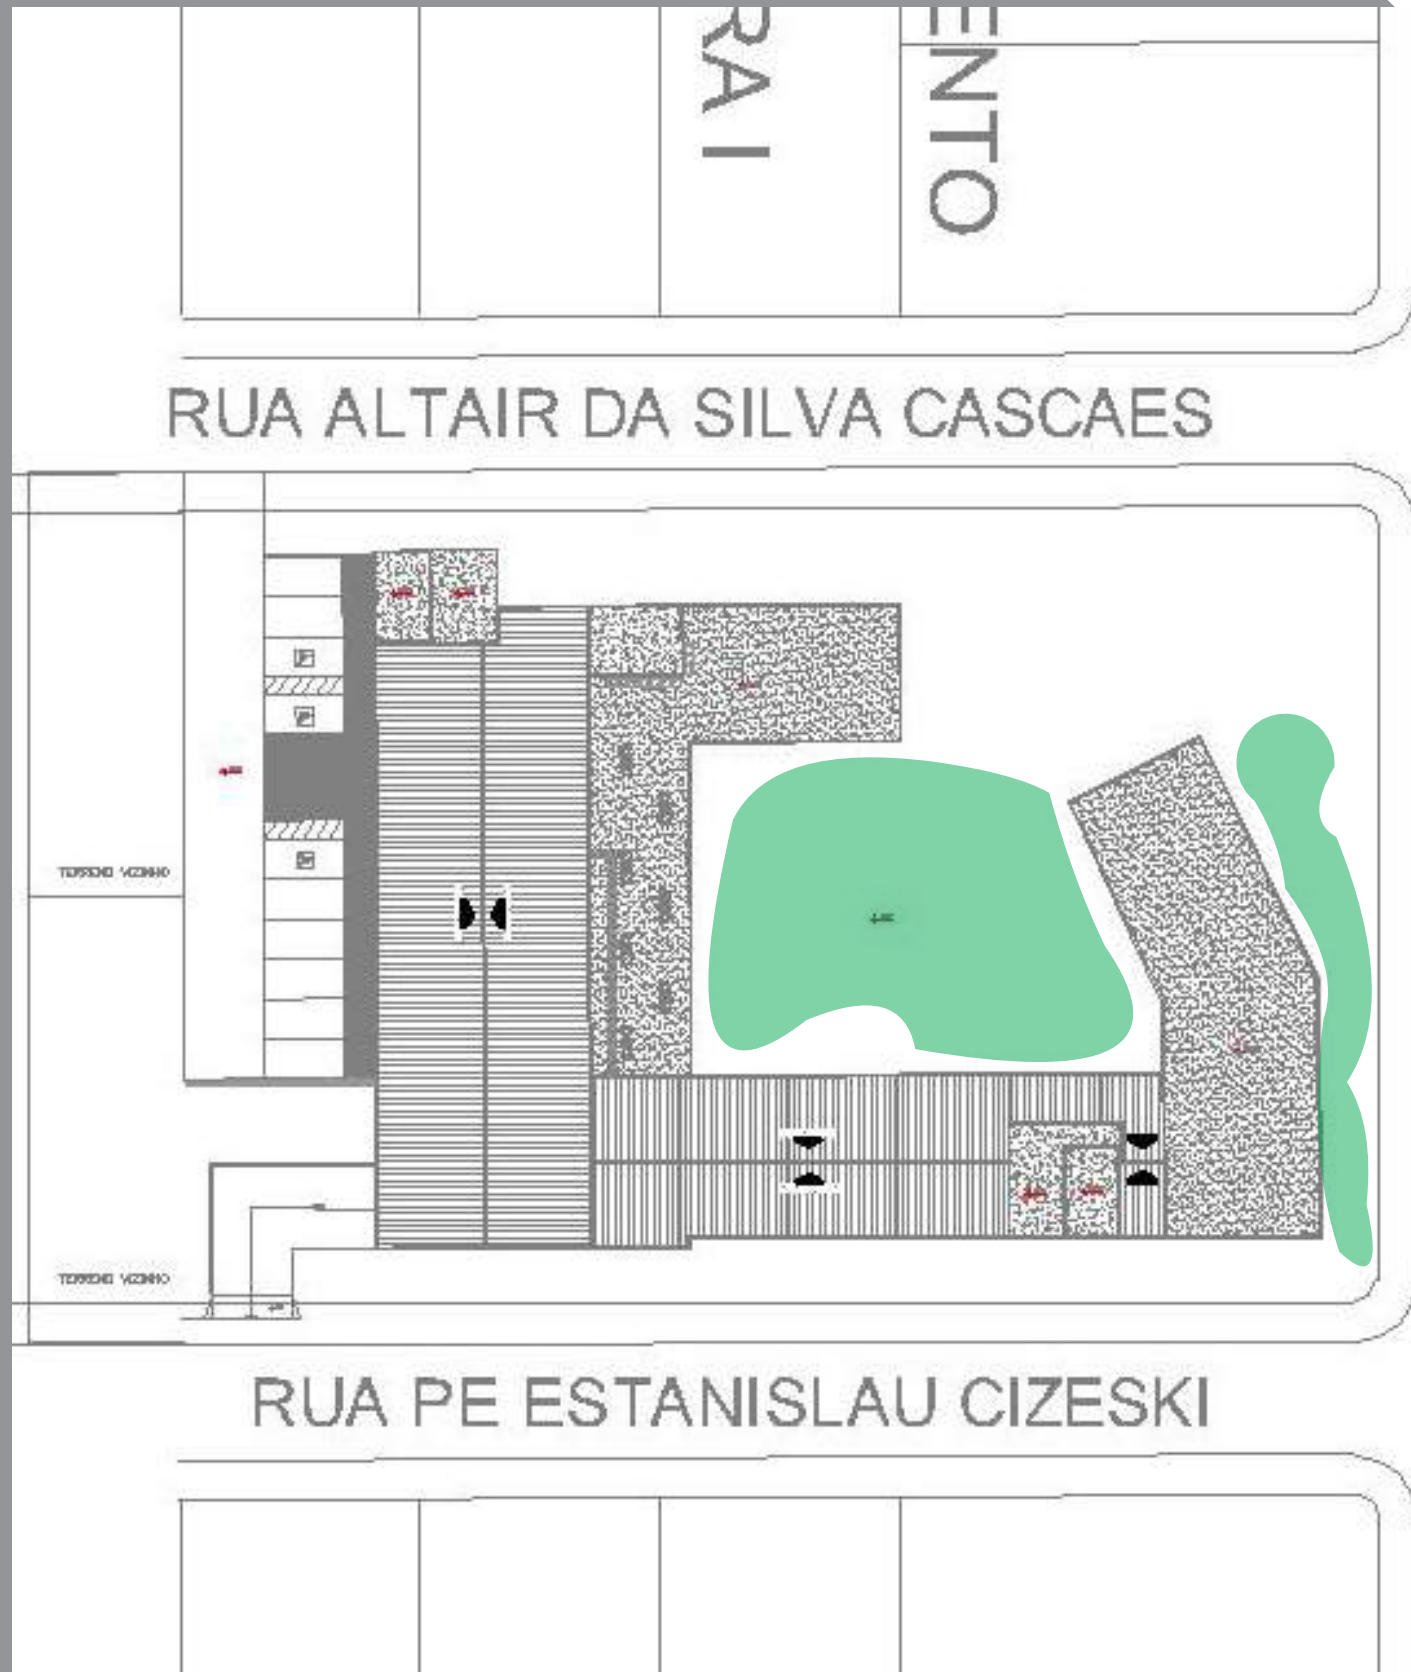 RA I
ENTO
RUA ALTAIR DA SILVA CASCAES
TERRENO VIZINHO
TERRENO VIZINHO
RUA PE ESTANISLAU CIZESKI